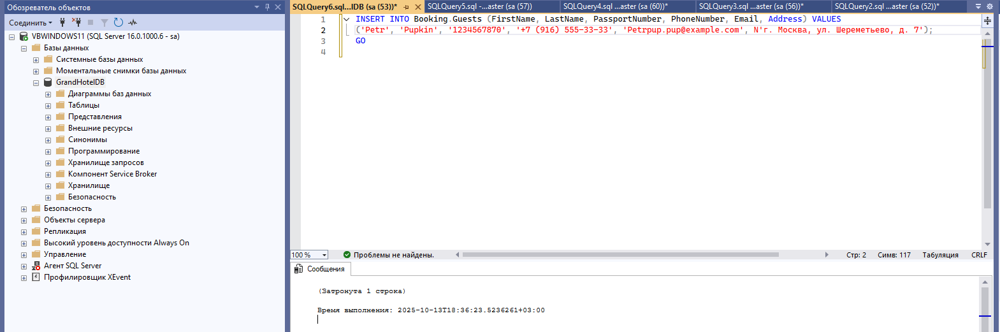 Обозреватель объектов
Соединить
VBWINDOWS11 (SQL Server 16.0.1000.6 - sa)
Базы данных
Системные базы данных
Моментальные снимки базы данных
GrandHotelDB
Диаграммы баз данных
Таблицы
Представления
Внешние ресурсы
Синонимы
Программирование
Хранилище запросов
Компонент Service Broker
Хранилище
Безопасность
Безопасность
Объекты сервера
Репликация
Высокий уровень доступности Always On
Управление
Агент SQL Server
Профилировщик XEvent
SQLQuery6.sql...lDB (sa (53))* SQLQuery5.sql -...aster (sa (57)) SQLQuery4.sql ...aster (sa (60))* SQLQuery3.sql ...aster (sa (56))* SQLQuery2.sql ...aster (sa (52))*
1 INSERT INTO Booking.Guests (FirstName, LastName, PassportNumber, PhoneNumber, Email, Address) VALUES
2 ('Petr', 'Pupkin', '1234567870', '+7 (916) 555-33-33', 'Petrpup.pup@example.com', N'г. Москва, ул. Шереметьево, д. 7');
3 GO
4
100 % Проблемы не найдены. Стр: 2 Симв: 117 Табуляция CRLF
Сообщения
(Затронута 1 строка)
Время выполнения: 2025-10-13T18:36:23.5236261+03:00